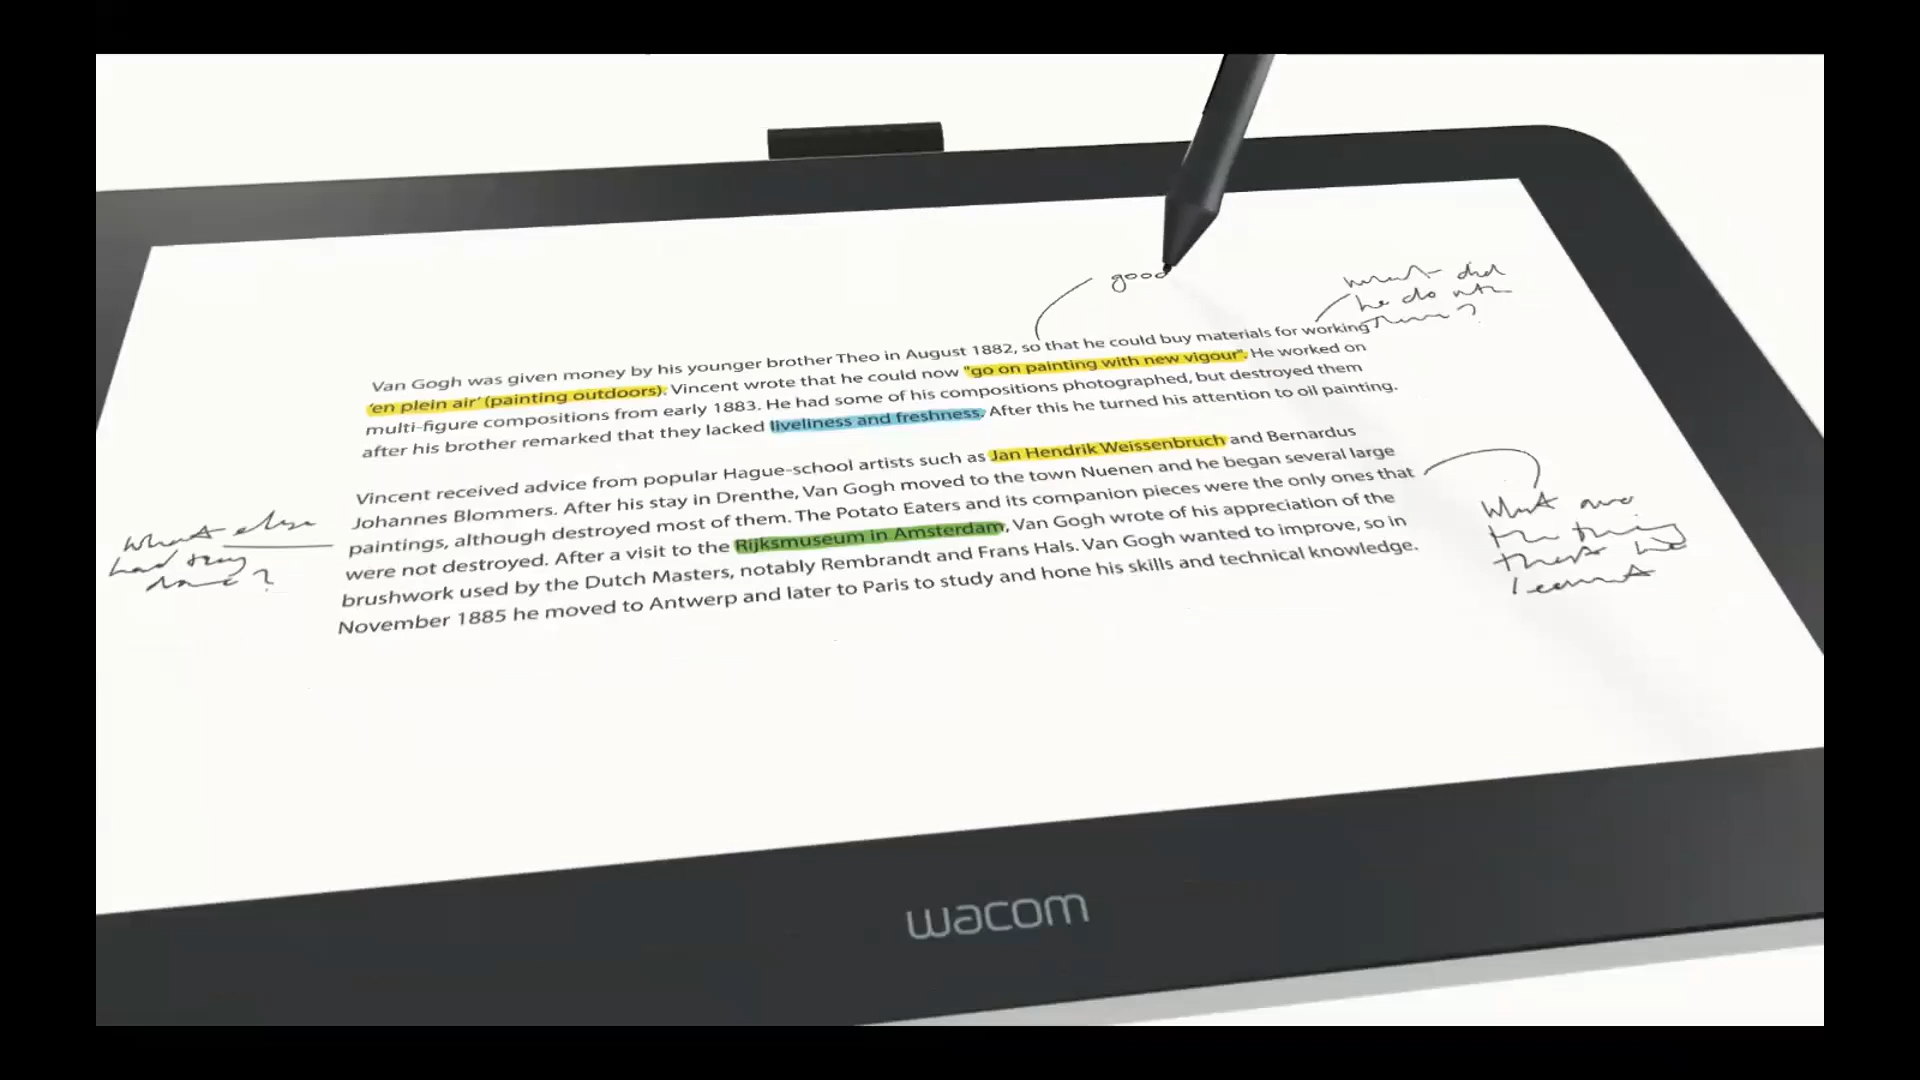 good
what did
he do with
them?
Van Gogh was given money by his younger brother Theo in August 1882, so that he could buy materials for working
'en plein air' (painting outdoors). Vincent wrote that he could now "go on painting with new vigour". He worked on
multi-figure compositions from early 1883. He had some of his compositions photographed, but destroyed them
after his brother remarked that they lacked liveliness and freshness. After this he turned his attention to oil painting.
Vincent received advice from popular Hague-school artists such as Jan Hendrik Weissenbruch and Bernardus
Johannes Blommers. After his stay in Drenthe, Van Gogh moved to the town Nuenen and he began several large
paintings, although destroyed most of them. The Potato Eaters and its companion pieces were the only ones that
were not destroyed. After a visit to the Rijksmuseum in Amsterdam, Van Gogh wrote of his appreciation of the
brushwork used by the Dutch Masters, notably Rembrandt and Frans Hals. Van Gogh wanted to improve, so in
November 1885 he moved to Antwerp and later to Paris to study and hone his skills and technical knowledge.
What else
had they
done?
What are
the things
that he
learnt
wacom